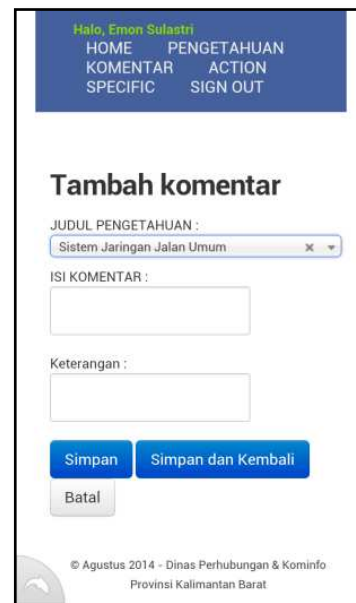 Halo, Emon Sulastri
HOME PENGETAHUAN
KOMENTAR ACTION
SPECIFIC SIGN OUT
Tambah komentar
JUDUL PENGETAHUAN :
Sistem Jaringan Jalan Umum
ISI KOMENTAR :
Keterangan :
Simpan Simpan dan Kembali
Batal
© Agustus 2014 - Dinas Perhubungan & Kominfo
Provinsi Kalimantan Barat